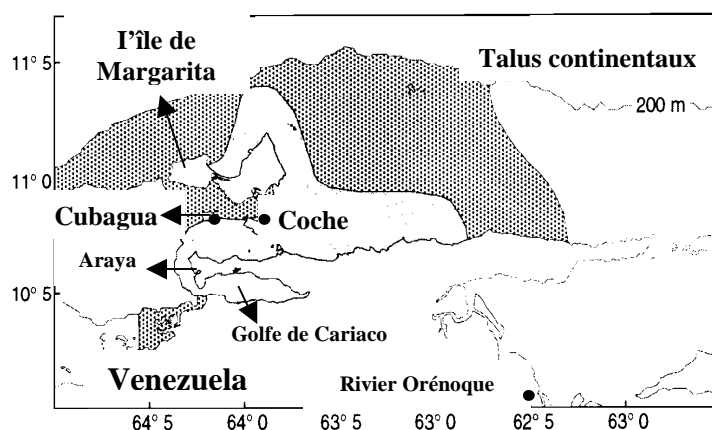 l'île de
Margarita
Talus continentaux
11° 5
200 m
11° 0
Cubagua
Coche
Araya
10° 5
Golfe de Cariaco
Venezuela
Rivier Orénoque
64° 5
64° 0
63° 5
63° 0
62° 5
63° 0